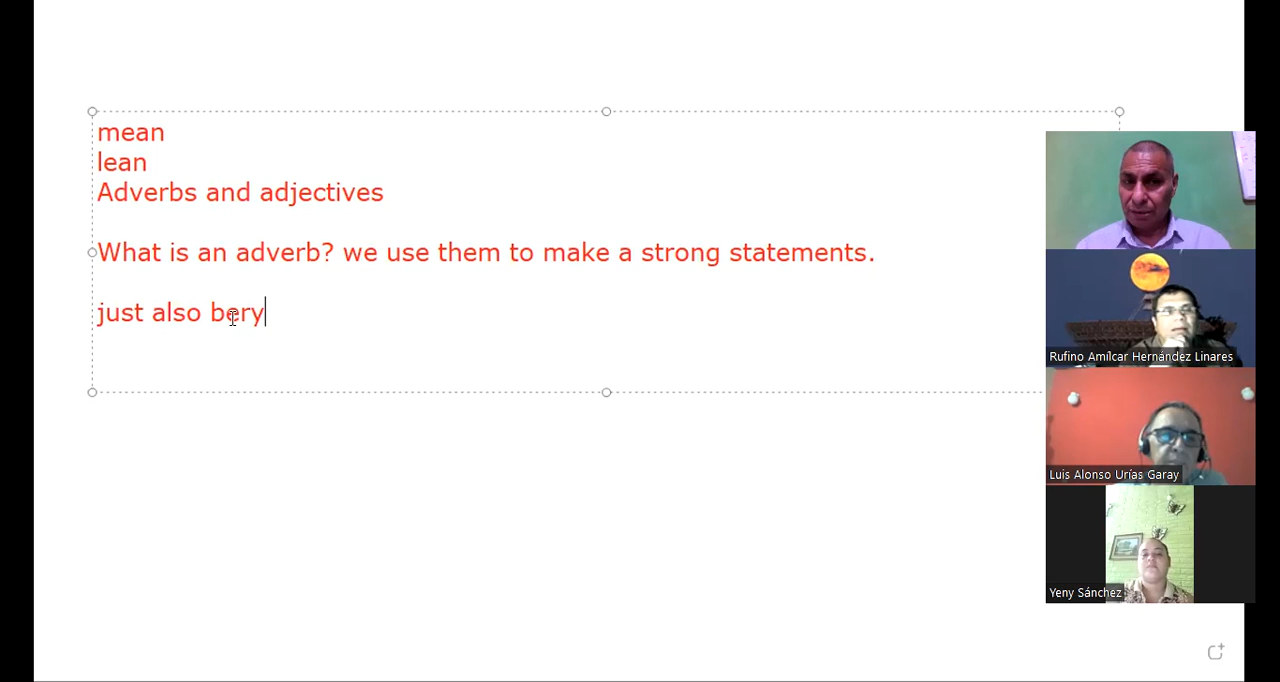 mean
lean
Adverbs and adjectives
What is an adverb? we use them to make a strong statements.
just also bery
Rufino Amílcar Hernández Linares
Luis Alonso Urías Garay
Yeny Sánchez